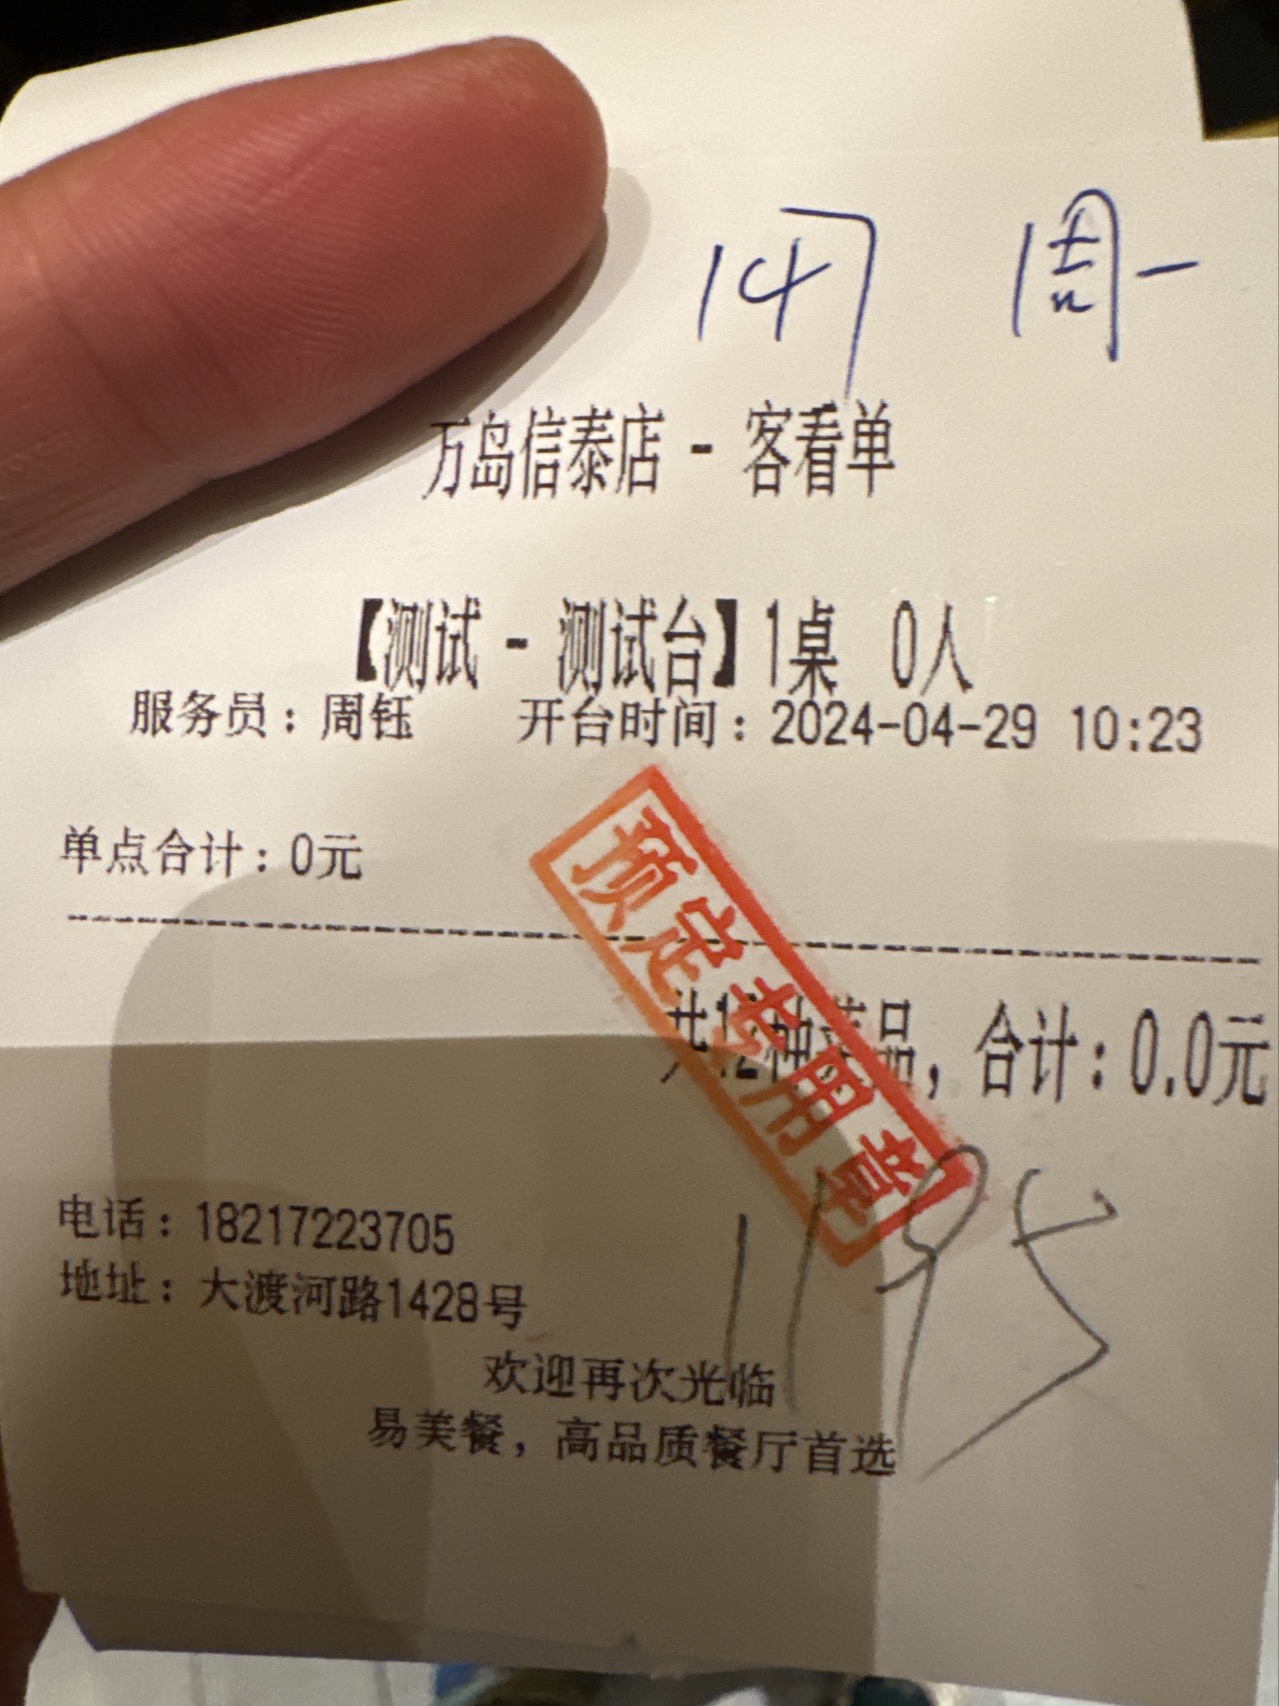 147 周一
万岛信泰店 - 客看单
【测试 - 测试台】1桌 0人
服务员：周钰 开台时间：2024-04-29 10:23
单点合计：0元
预定专用章
共12种菜品，合计：0.0元
1195
电话：18217223705
地址：大渡河路1428号
欢迎再次光临
易美餐，高品质餐厅首选